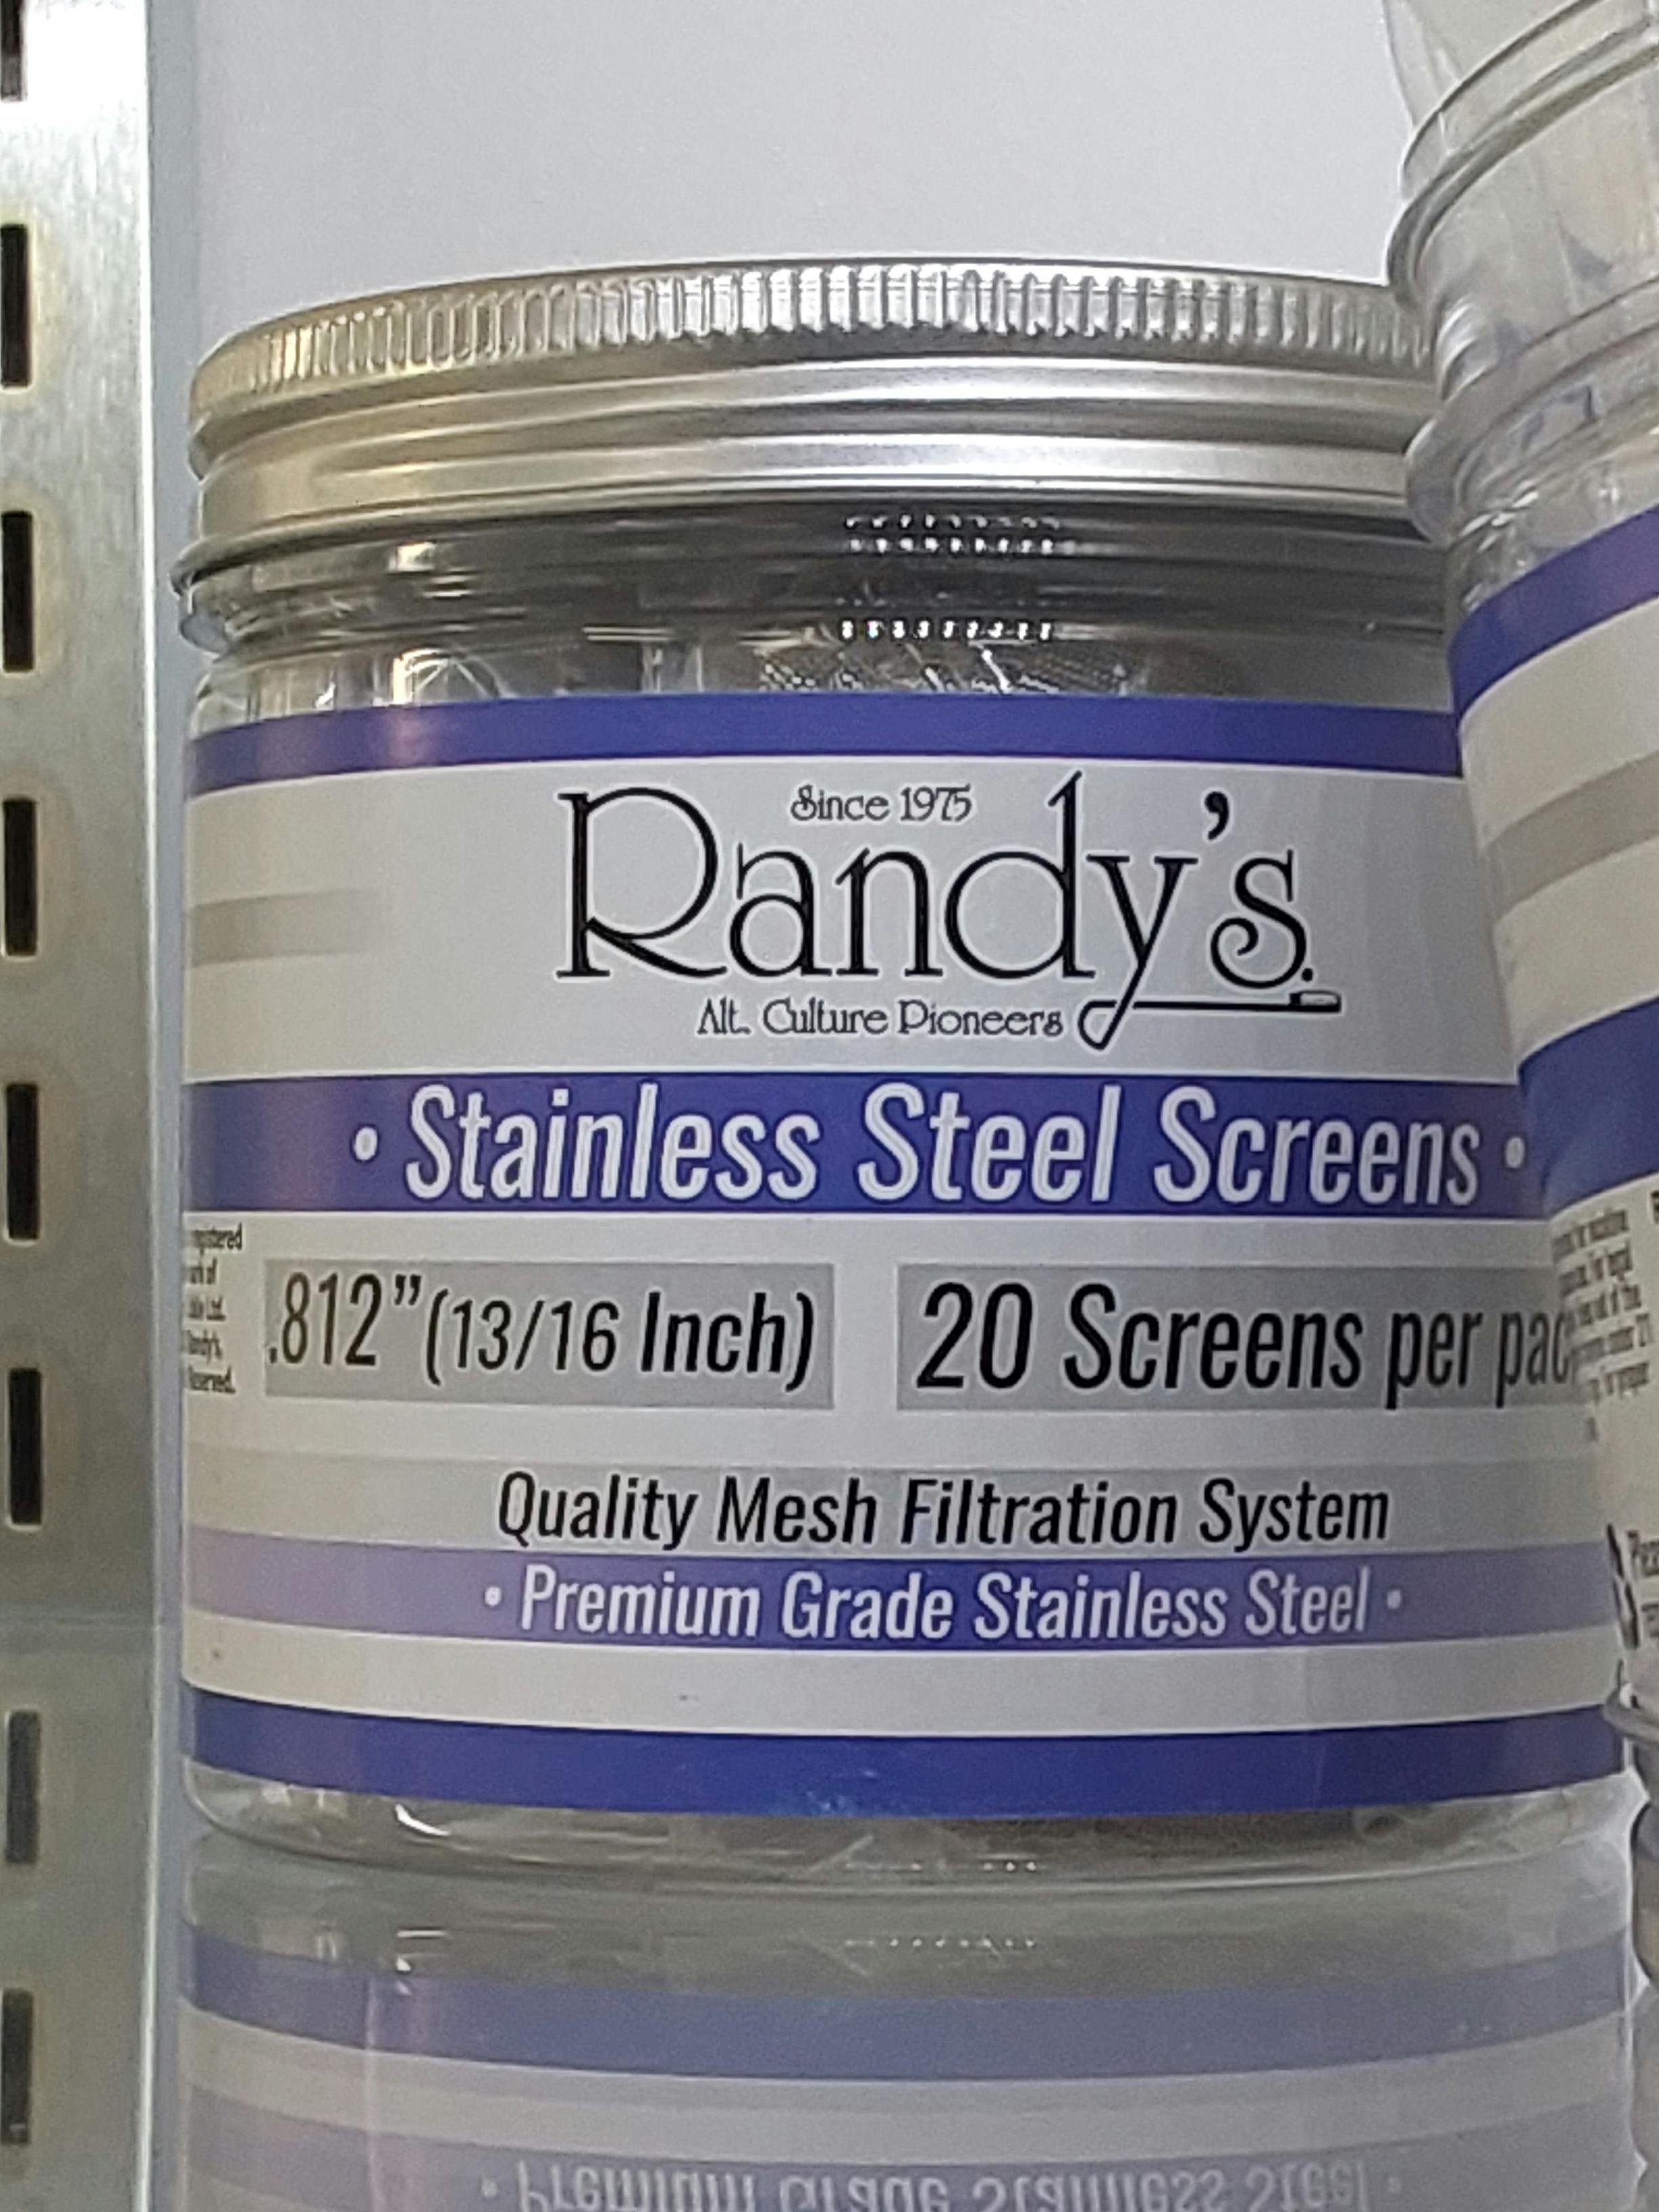 Since 1975
Randy's
Alt. Culture Pioneers
• Stainless Steel Screens •
.812” (13/16 Inch)
20 Screens per pac
Quality Mesh Filtration System
• Premium Grade Stainless Steel •